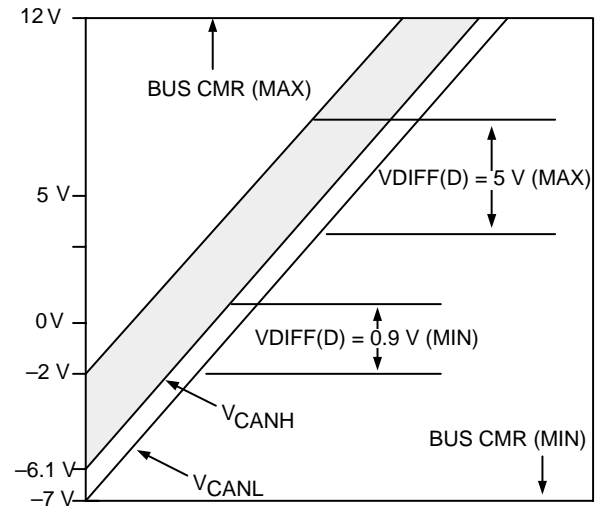 12 V
BUS CMR (MAX)
5 V
VDIFF(D) = 5 V (MAX)
0 V
VDIFF(D) = 0.9 V (MIN)
–2 V
VCANH
BUS CMR (MIN)
–6.1 V
VCANL
–7 V